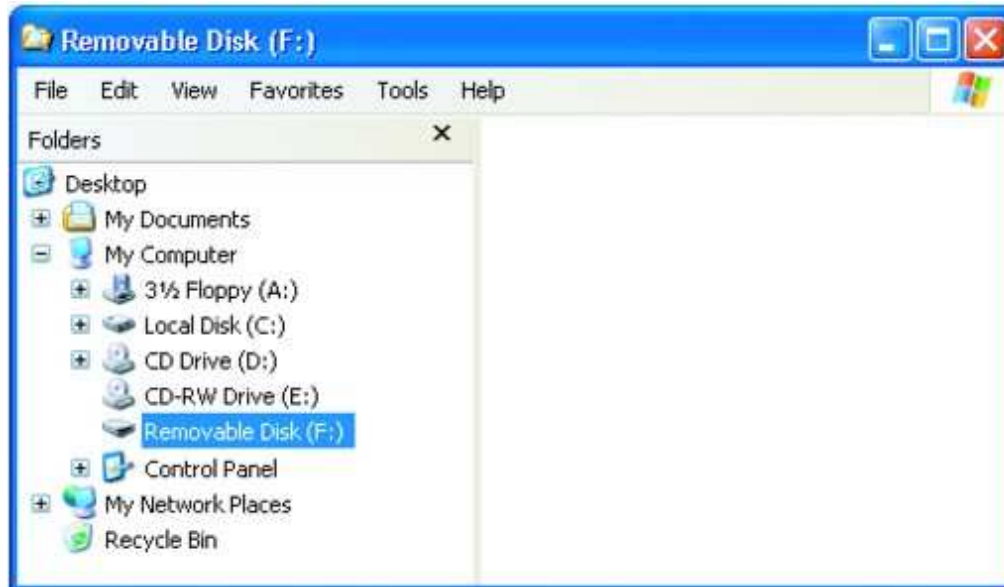 Removable Disk (F:)
File Edit View Favorites Tools Help
Folders
Desktop
My Documents
My Computer
3½ Floppy (A:)
Local Disk (C:)
CD Drive (D:)
CD-RW Drive (E:)
Removable Disk (F:)
Control Panel
My Network Places
Recycle Bin